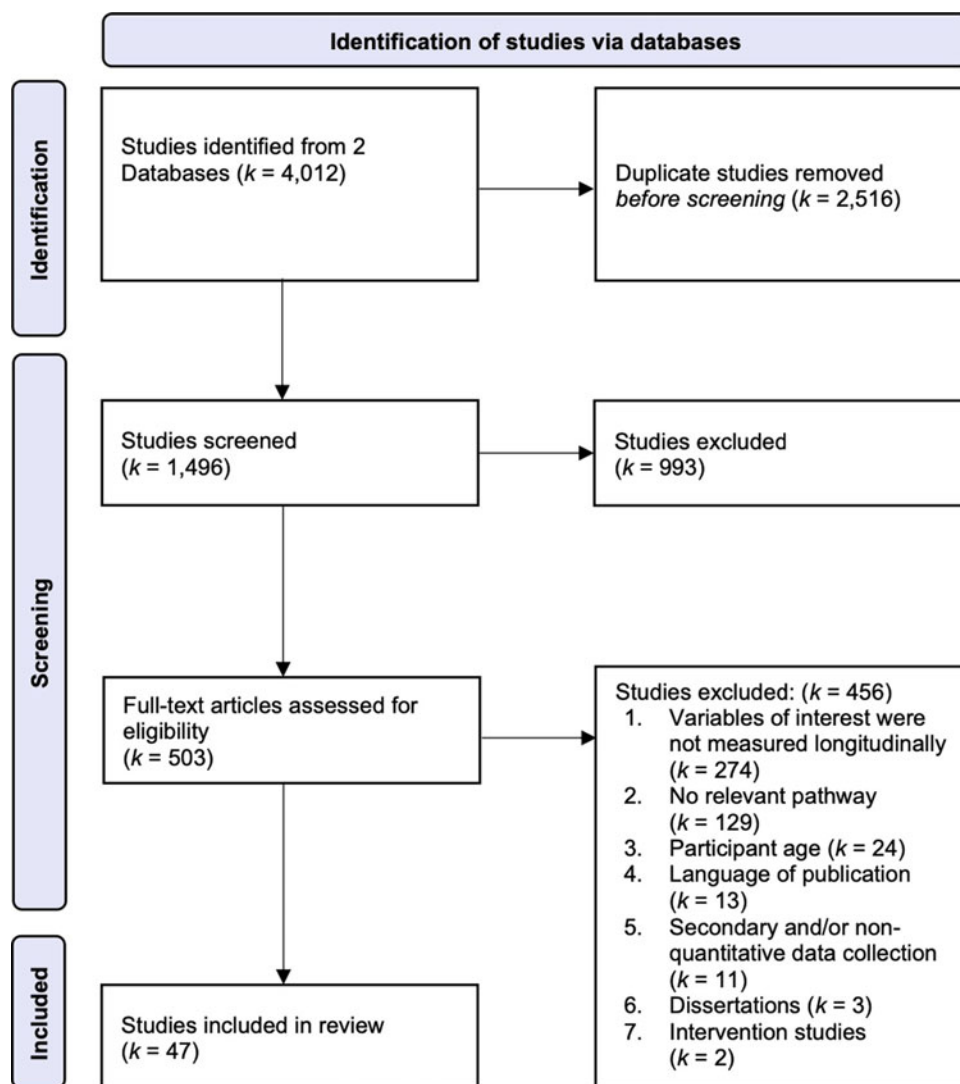 Identification of studies via databases
Identification
Studies identified from 2
Databases (k = 4,012)
Duplicate studies removed
before screening (k = 2,516)
Screening
Studies screened
(k = 1,496)
Studies excluded
(k = 993)
Full-text articles assessed for
eligibility
(k = 503)
Studies excluded: (k = 456)
1. Variables of interest were
not measured longitudinally
(k = 274)
2. No relevant pathway
(k = 129)
3. Participant age (k = 24)
4. Language of publication
(k = 13)
5. Secondary and/or non-
quantitative data collection
(k = 11)
6. Dissertations (k = 3)
7. Intervention studies
(k = 2)
Included
Studies included in review
(k = 47)